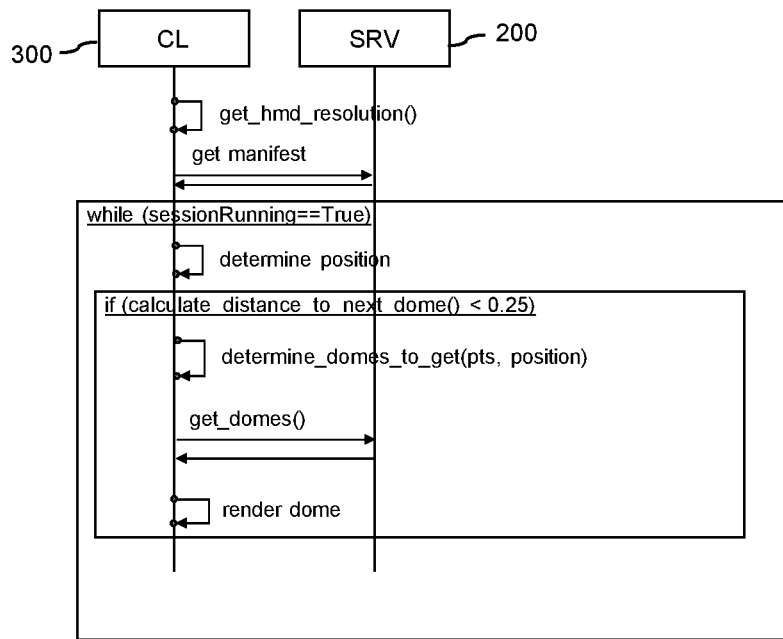 300
CL
SRV
200
get_hmd_resolution()
get manifest
while (sessionRunning==True)
determine position
if (calculate_distance_to_next_dome() < 0.25)
determine_domes_to_get(pts, position)
get_domes()
render dome